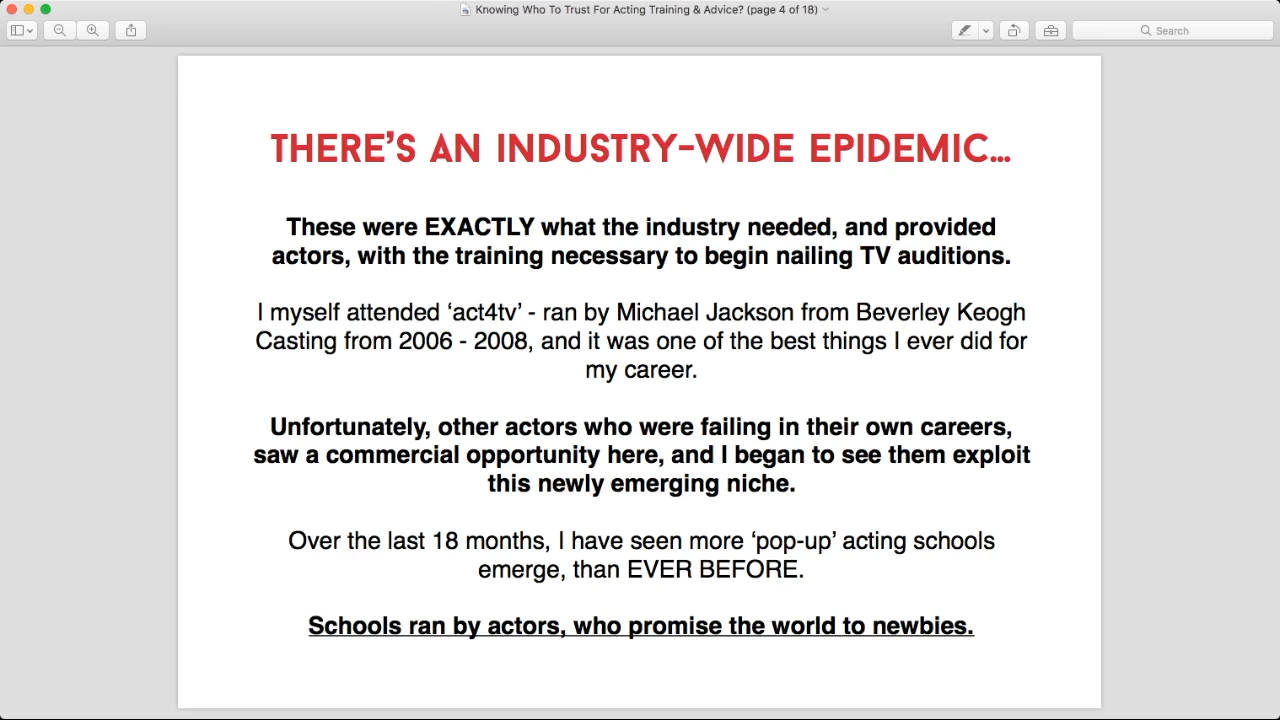 Knowing Who To Trust For Acting Training & Advice? (page 4 of 18)
Search
THERE'S AN INDUSTRY-WIDE EPIDEMIC...
These were EXACTLY what the industry needed, and provided
actors, with the training necessary to begin nailing TV auditions.
I myself attended ‘act4tv’ - ran by Michael Jackson from Beverley Keogh
Casting from 2006 - 2008, and it was one of the best things I ever did for
my career.
Unfortunately, other actors who were failing in their own careers,
saw a commercial opportunity here, and I began to see them exploit
this newly emerging niche.
Over the last 18 months, I have seen more ‘pop-up’ acting schools
emerge, than EVER BEFORE.
Schools ran by actors, who promise the world to newbies.